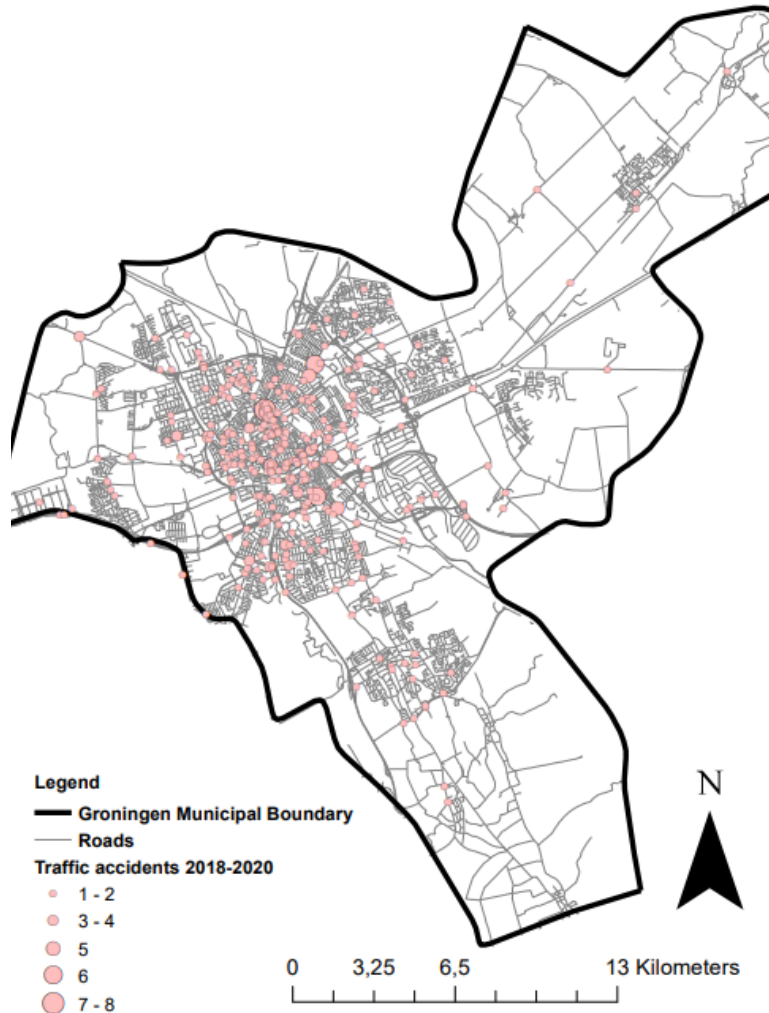 N
Legend
Groningen Municipal Boundary
Roads
Traffic accidents 2018-2020
1 - 2
3 - 4
5
6
7 - 8
0 3,25 6,5 13 Kilometers